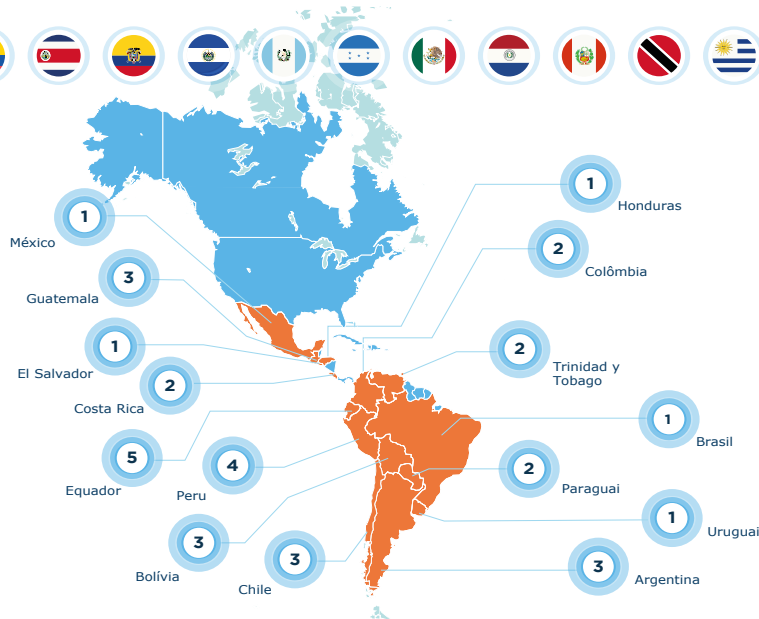 1
Honduras
1
México
2
Colômbia
3
Guatemala
1
El Salvador
2
Trinidad y
Tobago
2
Costa Rica
1
Brasil
5
Equador
4
Peru
2
Paraguai
1
Uruguai
3
Bolívia
3
Chile
3
Argentina